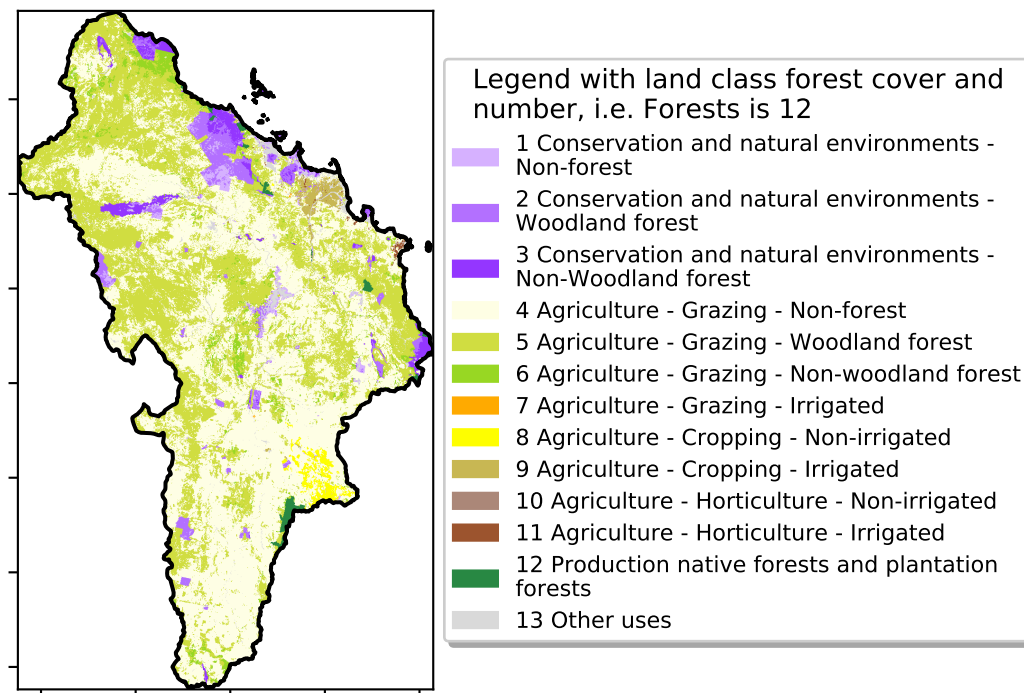 Legend with land class forest cover and
number, i.e. Forests is 12
1 Conservation and natural environments -
Non-forest
2 Conservation and natural environments -
Woodland forest
3 Conservation and natural environments -
Non-Woodland forest
4 Agriculture - Grazing - Non-forest
5 Agriculture - Grazing - Woodland forest
6 Agriculture - Grazing - Non-woodland forest
7 Agriculture - Grazing - Irrigated
8 Agriculture - Cropping - Non-irrigated
9 Agriculture - Cropping - Irrigated
10 Agriculture - Horticulture - Non-irrigated
11 Agriculture - Horticulture - Irrigated
12 Production native forests and plantation
forests
13 Other uses